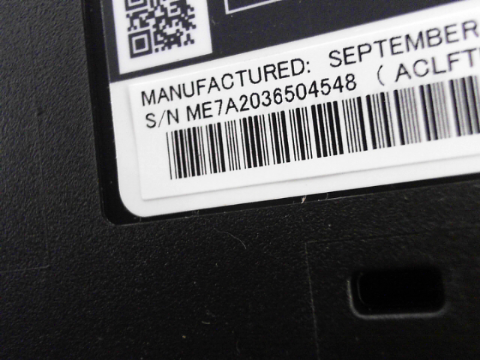 MANUFACTURED: SEPTEMBER
S/N ME7A2036504548 ( ACLFT